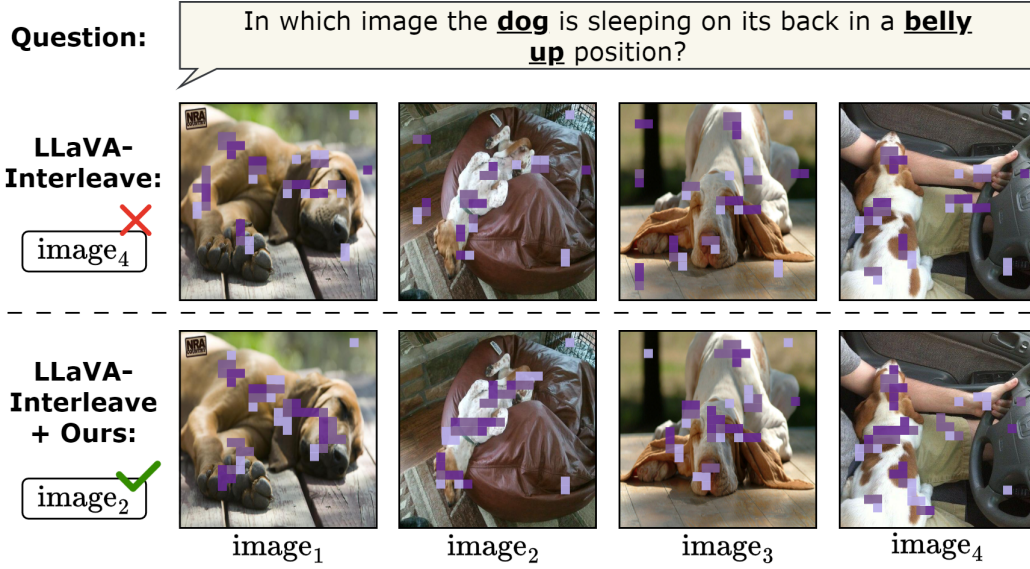 Question:
In which image the dog is sleeping on its back in a belly
up position?
LLaVA-
Interleave:
image₄
NRA
LLaVA-
Interleave
+ Ours:
image₂
NRA
image₁
image₂
image₃
image₄